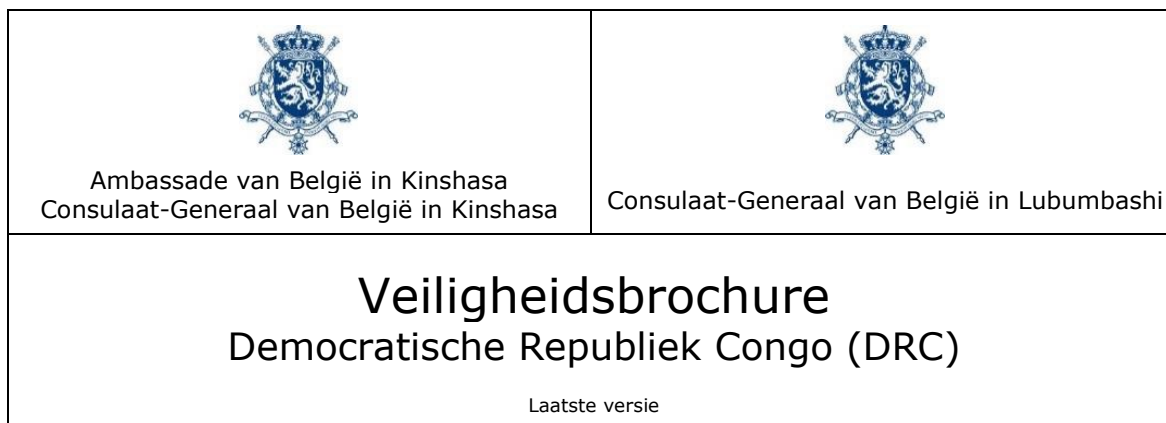 Ambassade van België in Kinshasa
Consulaat-Generaal van België in Kinshasa
Consulaat-Generaal van België in Lubumbashi
Veiligheidsbrochure
Democratische Republiek Congo (DRC)
Laatste versie